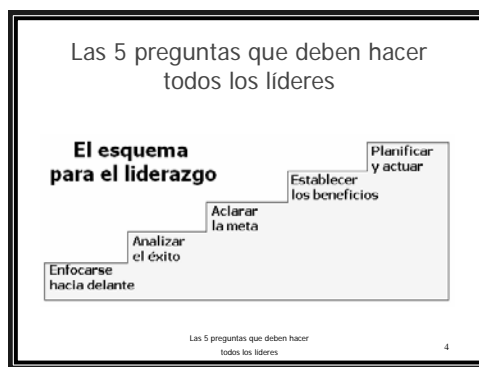 Las 5 preguntas que deben hacer
todos los líderes
El esquema
para el liderazgo
Planificar
y actuar
Establecer
los beneficios
Aclarar
la meta
Analizar
el éxito
Enfocarse
hacia delante
Las 5 preguntas que deben hacer
todos los lideres
4